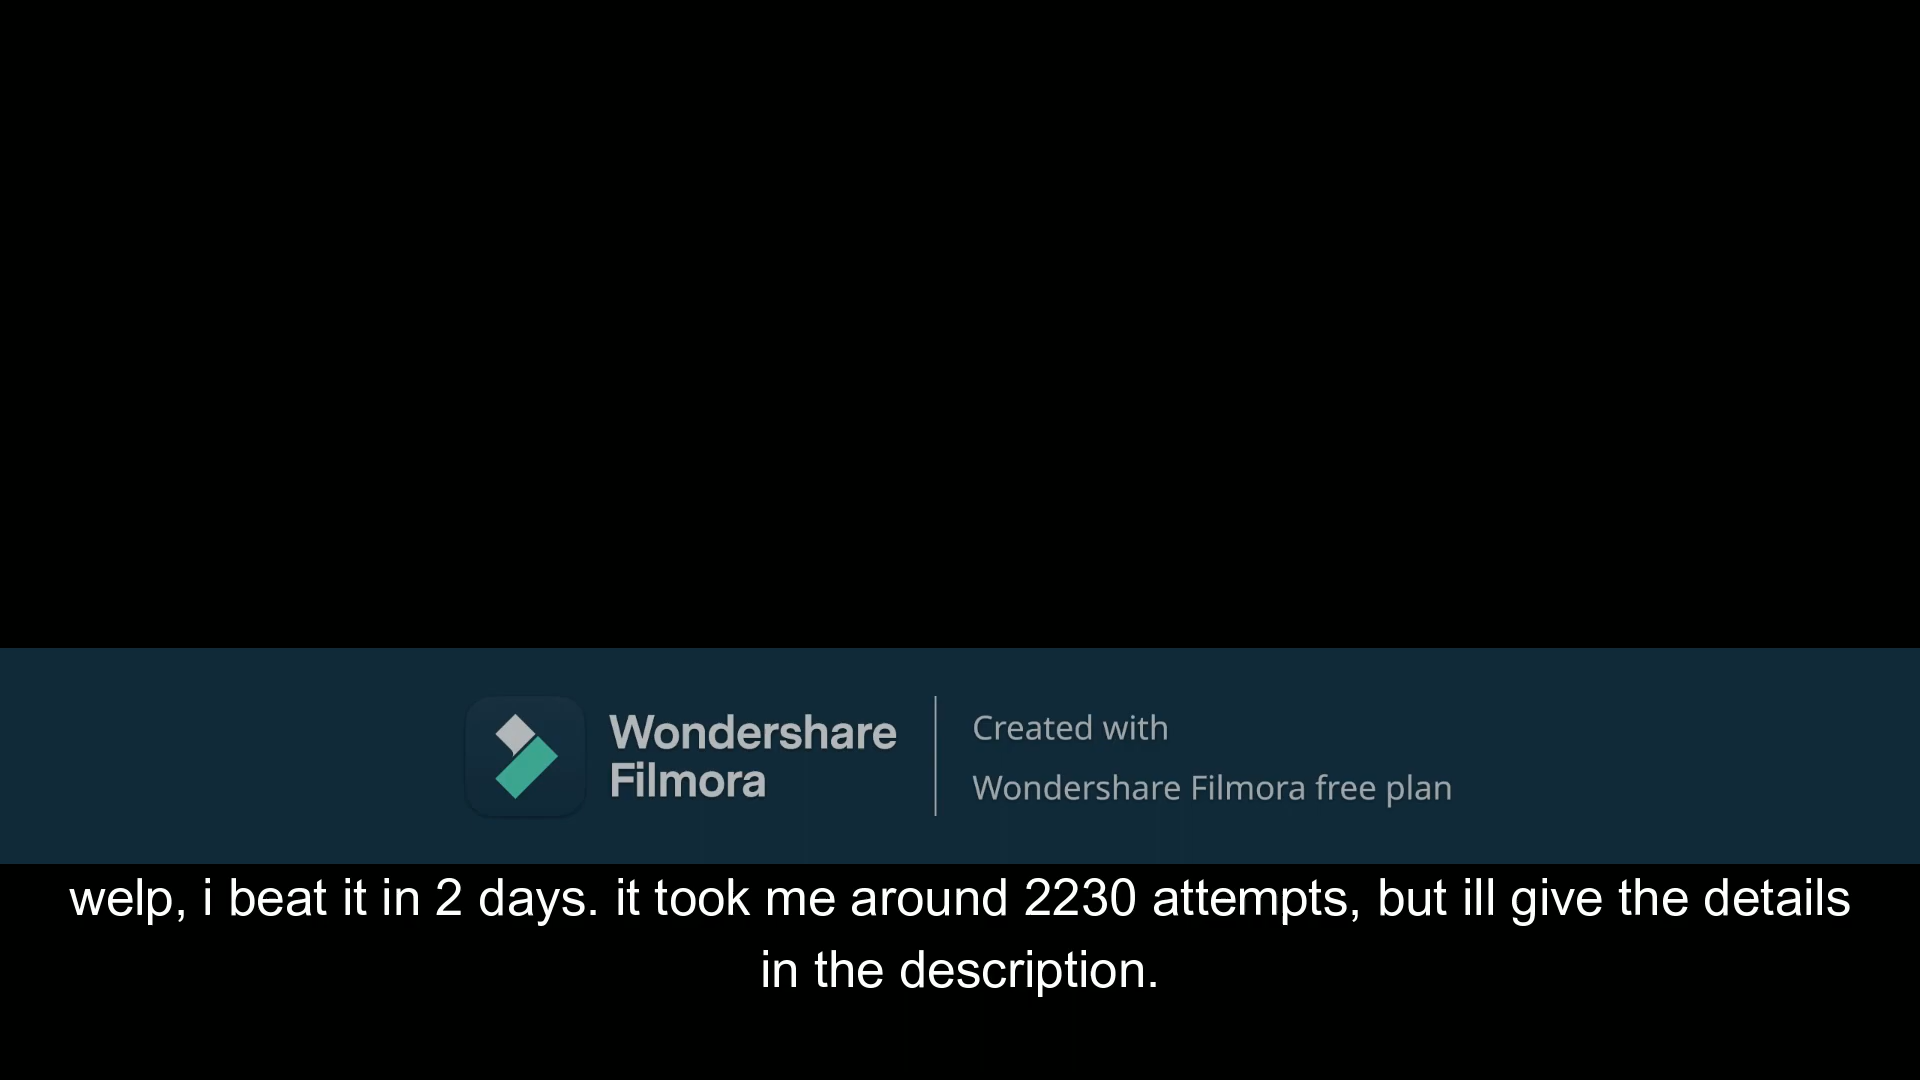 Wondershare
Filmora
Created with
Wondershare Filmora free plan
welp, i beat it in 2 days. it took me around 2230 attempts, but ill give the details
in the description.